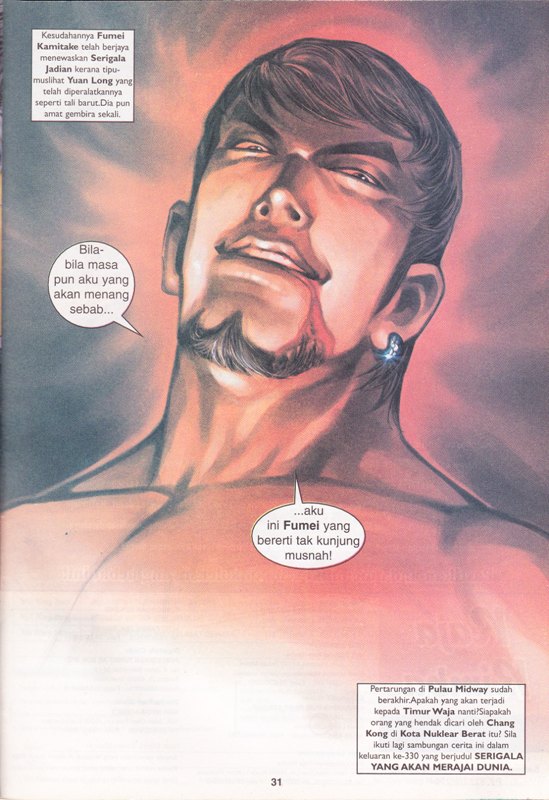 Kesudahannya Fumei
Kamitake telah berjaya
menewaskan Serigala
Jadian kerana tipu-
muslihat Yuan Long yang
telah diperalatkannya
seperti tali barut.Dia pun
amat gembira sekali.
Bila-
bila masa
pun aku yang
akan menang
sebab...
...aku
ini Fumei yang
bererti tak kunjung
musnah!
Pertarungan di Pulau Midway sudah
berakhir.Apakah yang akan terjadi
kepada Timur Waja nanti?Siapakah
orang yang hendak dicari oleh Chang
Kong di Kota Nuklear Berat itu? Sila
ikuti lagi sambungan cerita ini dalam
keluaran ke-330 yang berjudul SERIGALA
YANG AKAN MERAJAI DUNIA.
31